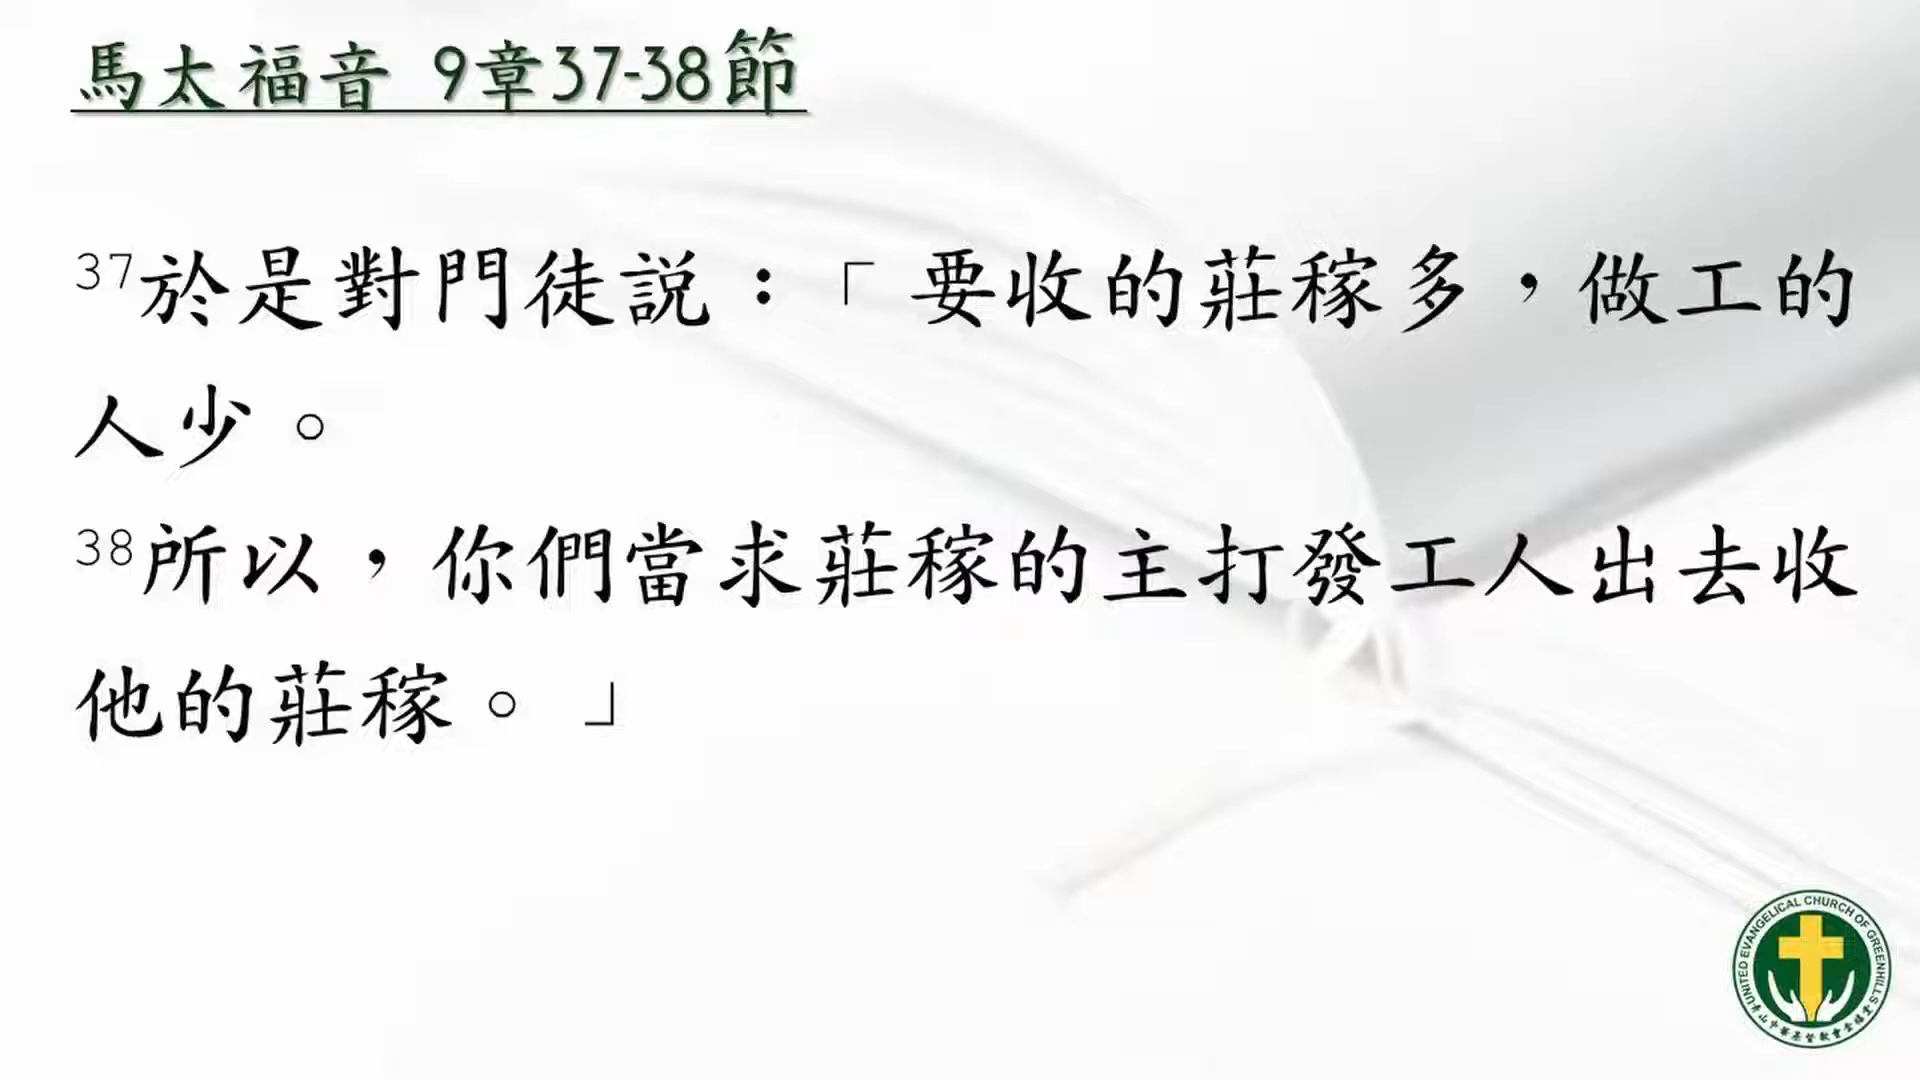 馬太福音 9章37-38節
37於是對門徒説：「 要收的莊稼多，做工的
人少。
38所以，你們當求莊稼的主打發工人出去收
他的莊稼。 」
UNITED EVANGELICAL CHURCH OF GREENHILLS